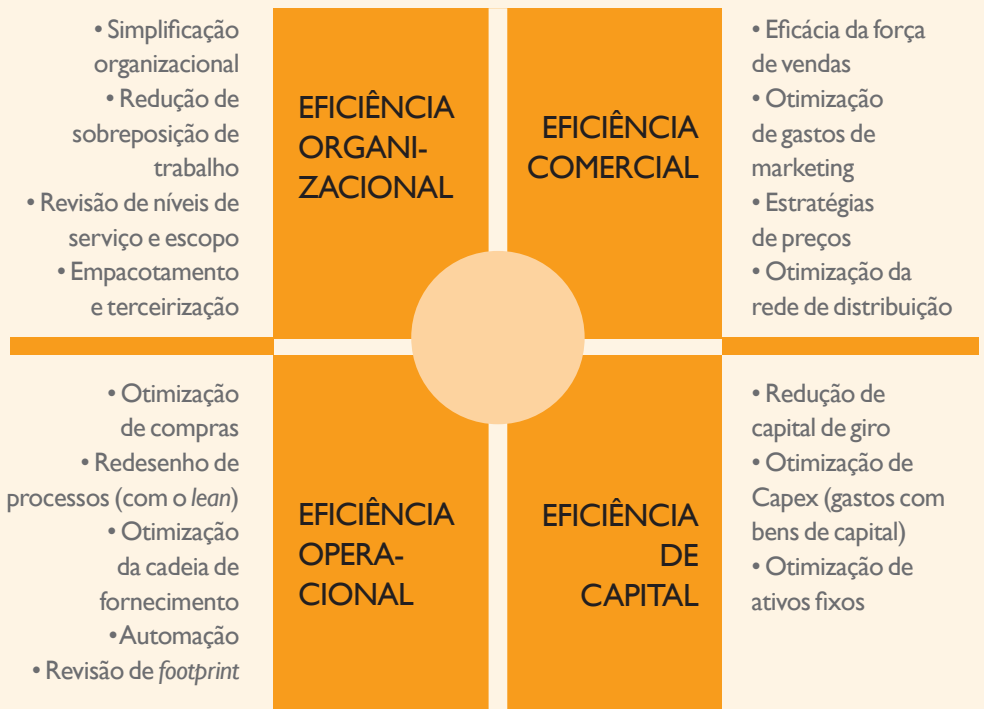 • Simplificação
organizacional
• Redução de
sobreposição de
trabalho
• Revisão de níveis de
serviço e escopo
• Empacotamento
e terceirização
EFICIÊNCIA
ORGANI-
ZACIONAL
EFICIÊNCIA
COMERCIAL
• Eficácia da força
de vendas
• Otimização
de gastos de
marketing
• Estratégias
de preços
• Otimização da
rede de distribuição
• Otimização
de compras
• Redesenho de
processos (com o lean)
• Otimização
da cadeia de
fornecimento
•Automação
• Revisão de footprint
EFICIÊNCIA
OPERA-
CIONAL
EFICIÊNCIA
DE
CAPITAL
• Redução de
capital de giro
• Otimização de
Capex (gastos com
bens de capital)
• Otimização de
ativos fixos